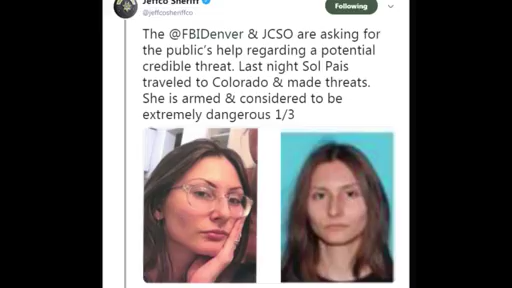 Jeffco Sheriff
@jeffcosheriffco
Following
The @FBIDenver & JCSO are asking for
the public's help regarding a potential
credible threat. Last night Sol Pais
traveled to Colorado & made threats.
She is armed & considered to be
extremely dangerous 1/3